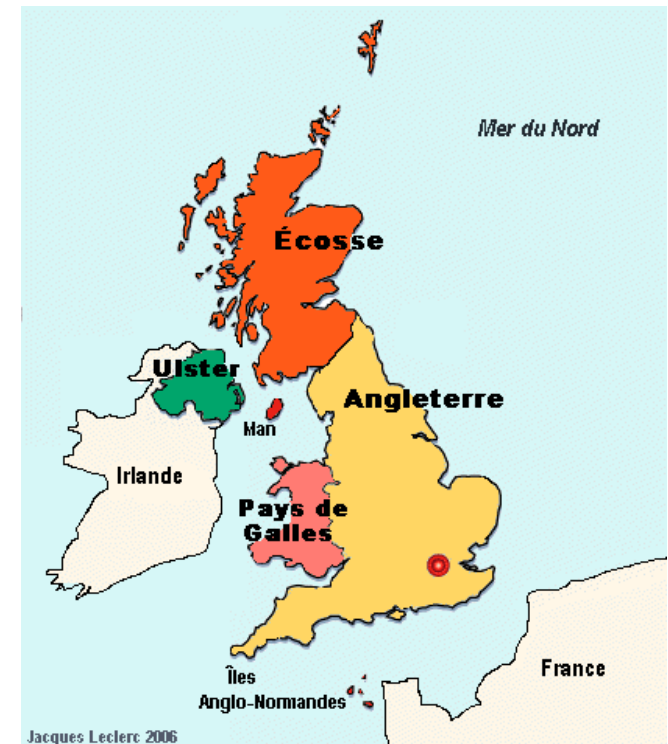 Mer du Nord
Écosse
Ulster
Angleterre
Man
Irlande
Pays de
Galles
Îles
Anglo-Normandes
France
Jacques Leclerc 2006